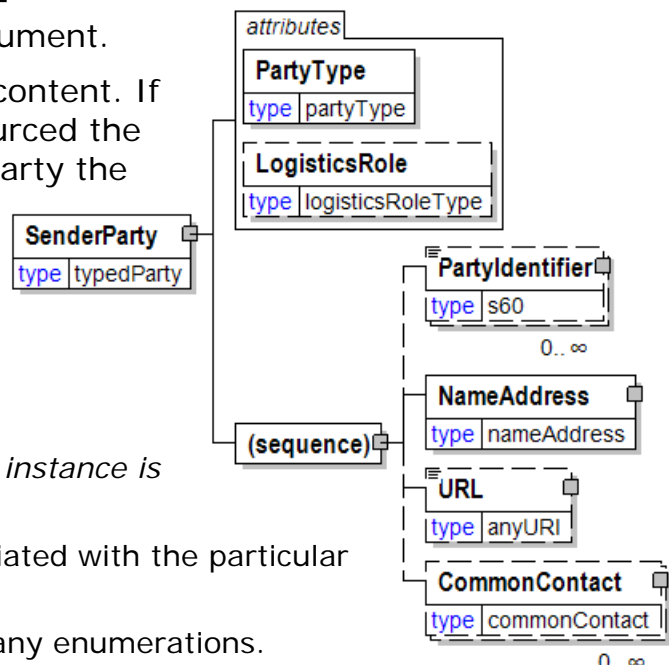 ument.
content. If
urced the
arty the
instance is
iated with the particular
any enumerations.
attributes
PartyType
type partyType
LogisticsRole
type logisticsRoleType
SenderParty
type typedParty
(sequence)
PartyIdentifier
type s60
0.. ∞
NameAddress
type nameAddress
URL
type anyURI
CommonContact
type commonContact
0.. ∞